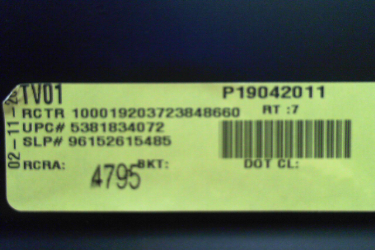 TV01 P19042011
RCTR 1000192037238486660 RT :7
UPC# 5381834072
SLP# 96152615485
RCRA: 4795 BKT: DOT CL:
02-11-